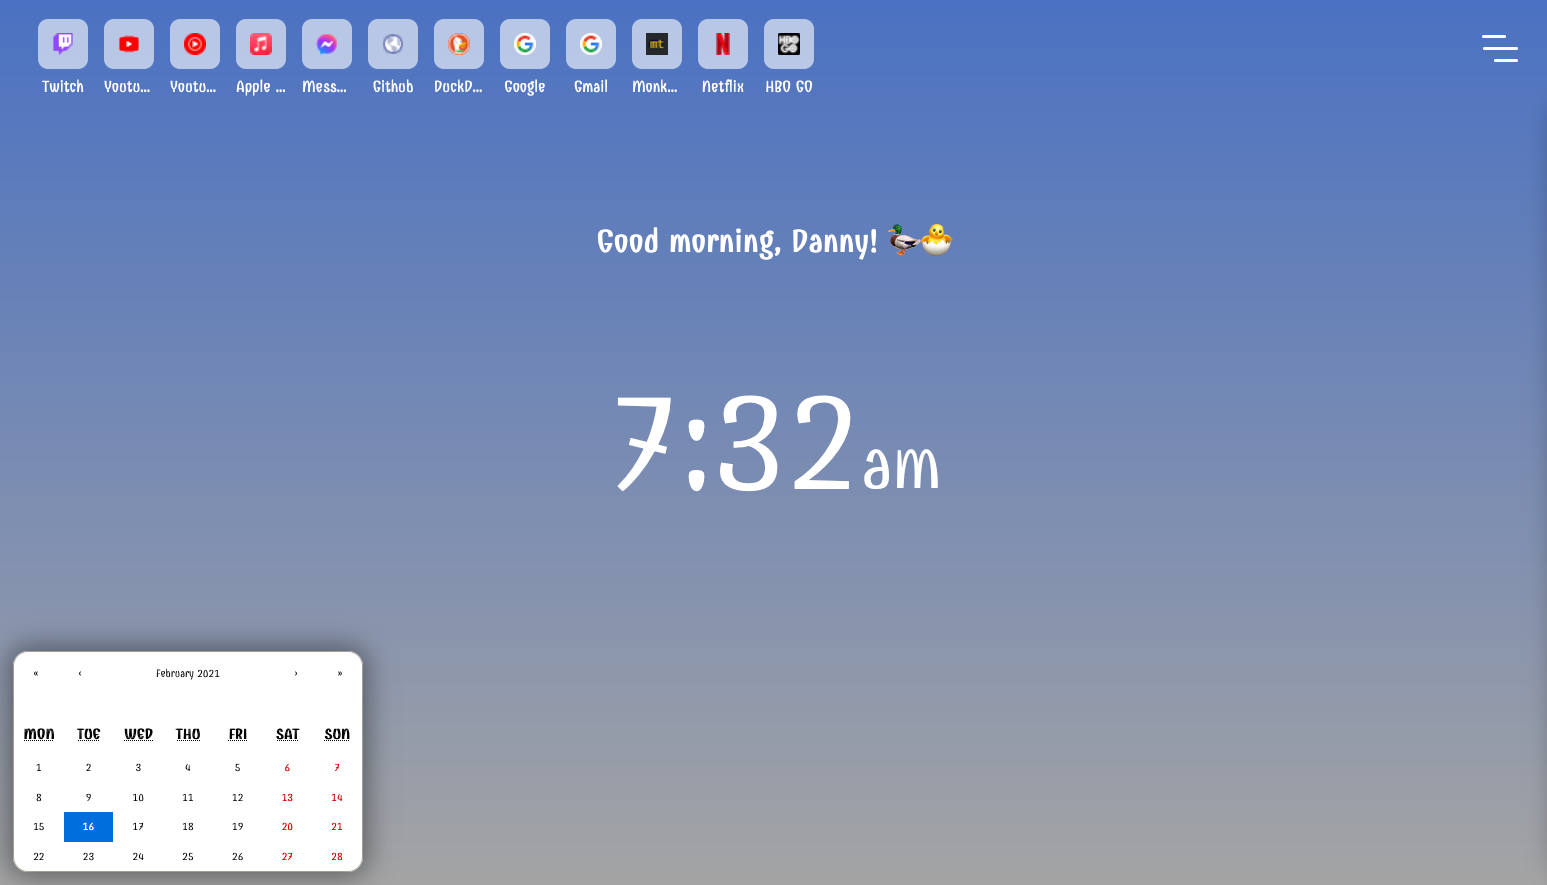 Twitch Youtu... Youtu... Apple ... Mess... Github DuckD... Google Gmail Monk... Netflix HBO GO
Good morning, Danny! 🦆🐣
7:32 am
« ‹ February 2021 › »
MON TUE WED THU FRI SAT SUN
1 2 3 4 5 6 7
8 9 10 11 12 13 14
15 16 17 18 19 20 21
22 23 24 25 26 27 28